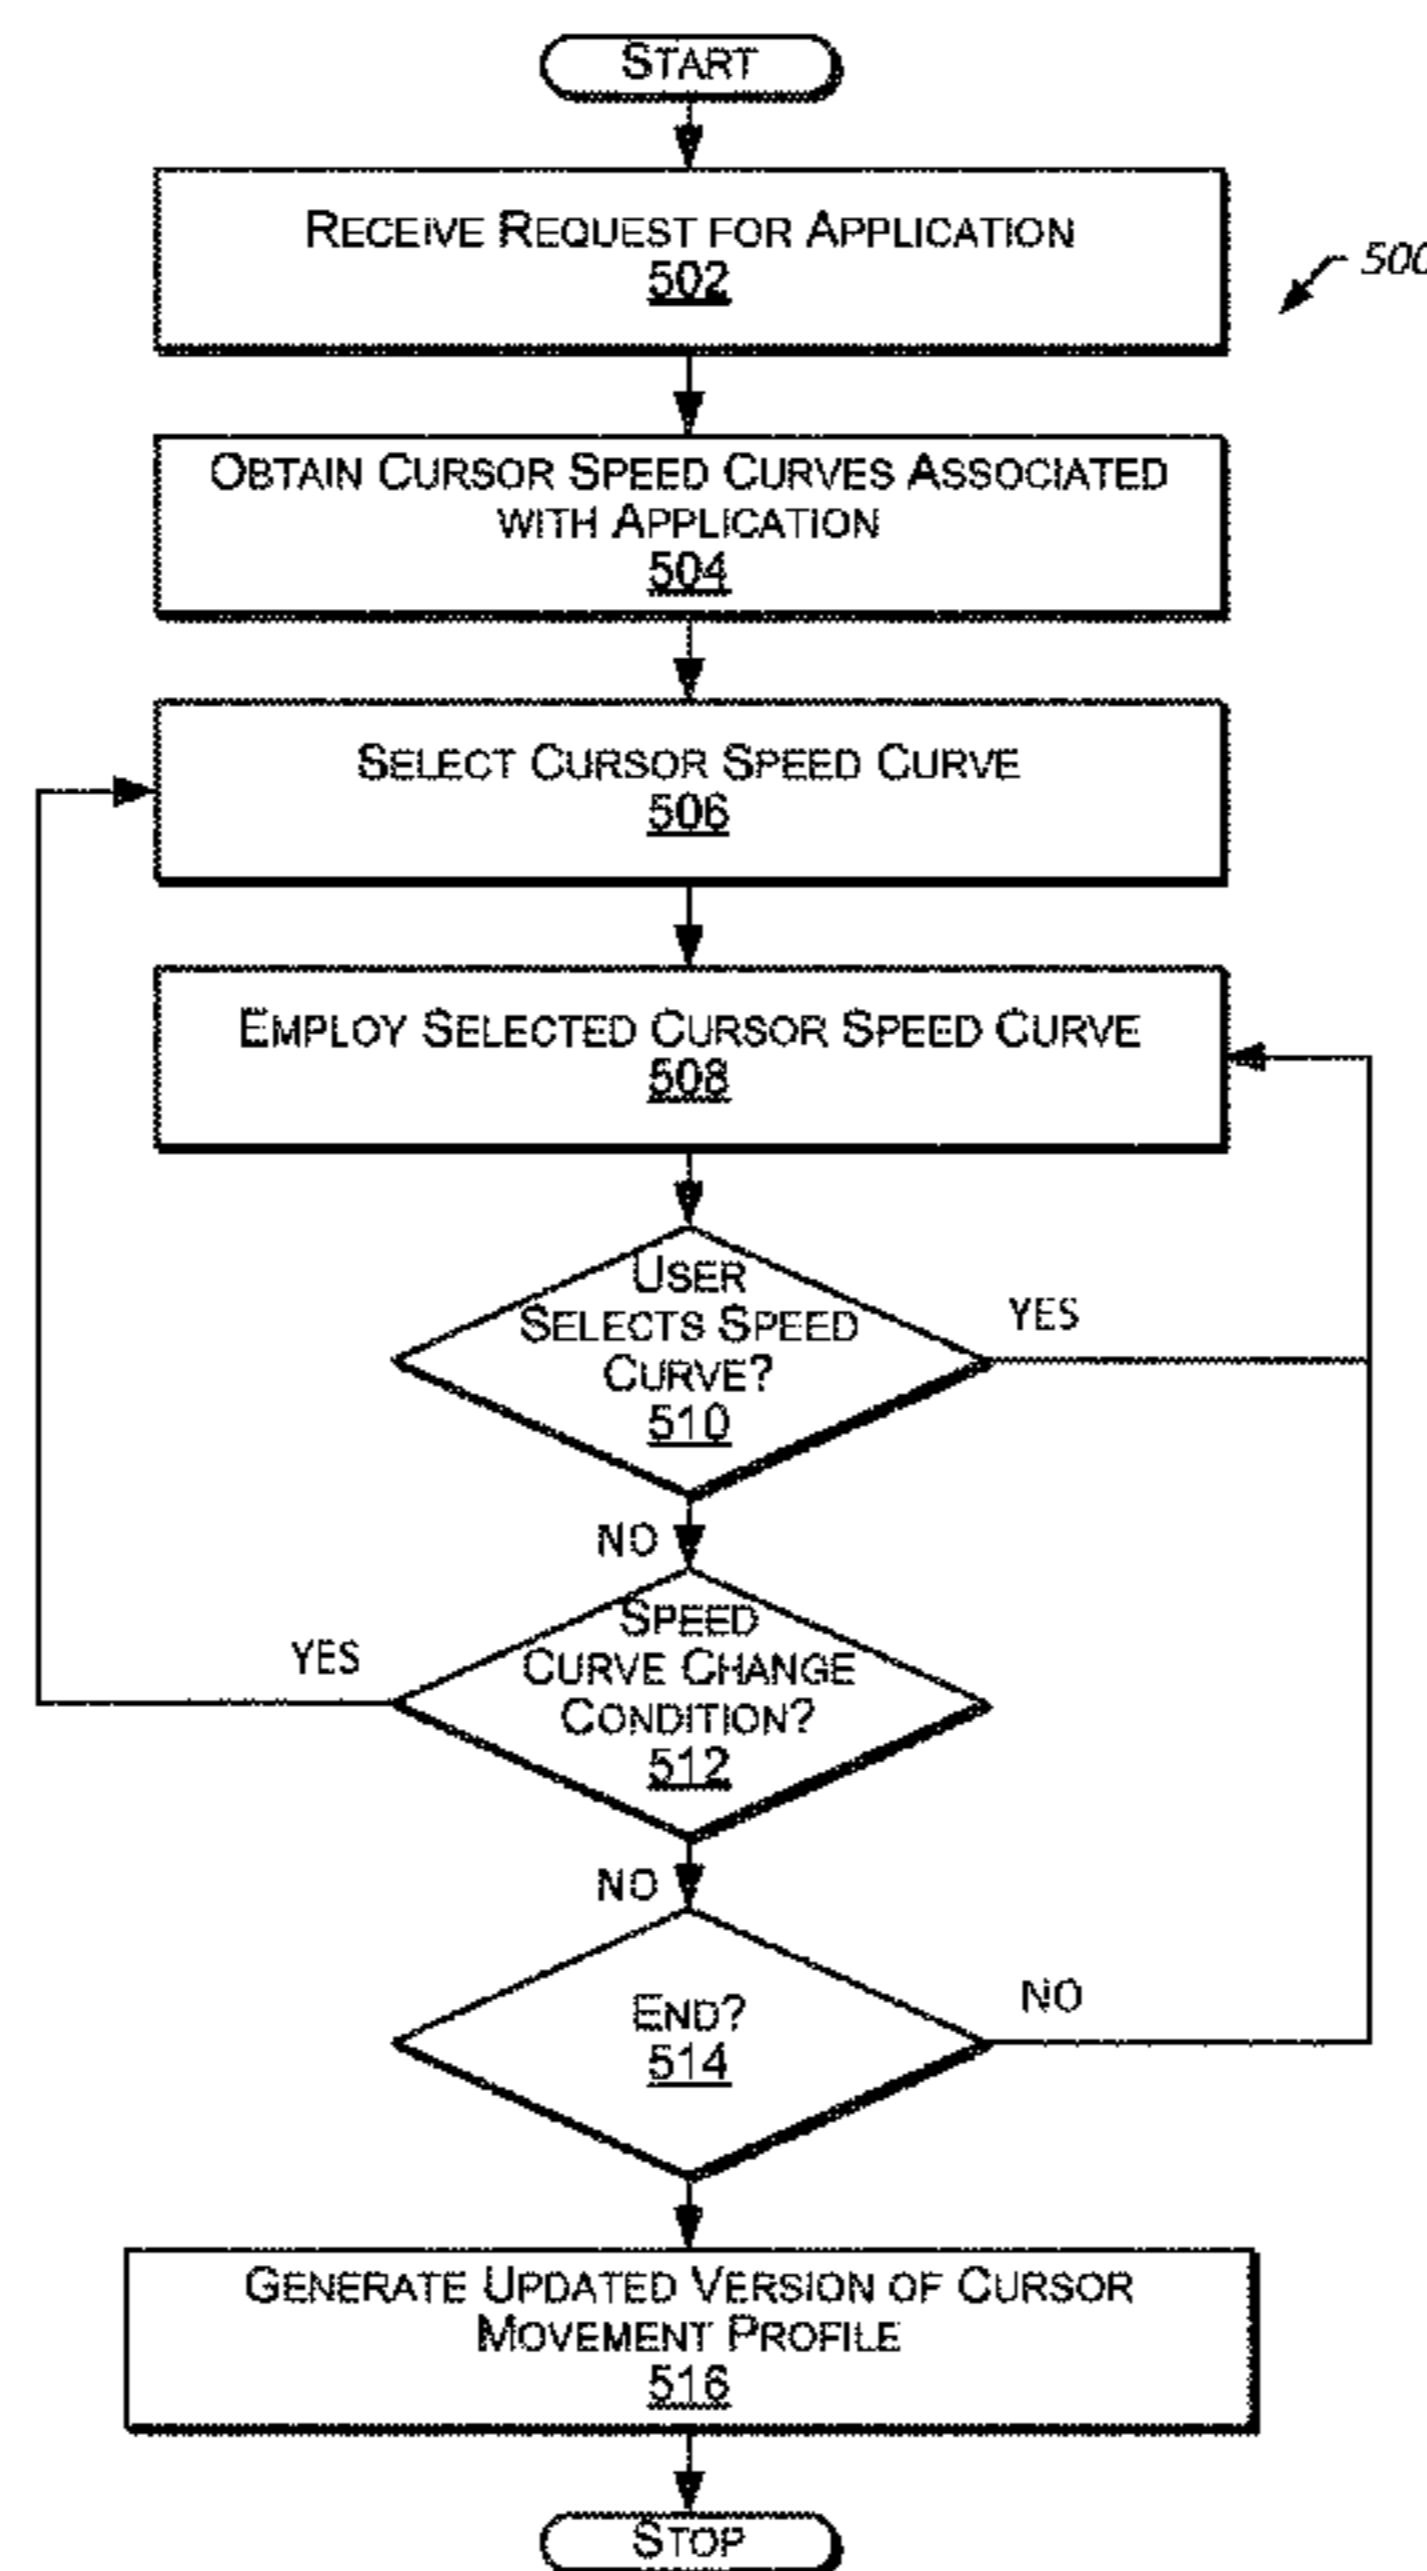 START
RECEIVE REQUEST FOR APPLICATION
502
500
OBTAIN CURSOR SPEED CURVES ASSOCIATED
WITH APPLICATION
504
SELECT CURSOR SPEED CURVE
506
EMPLOY SELECTED CURSOR SPEED CURVE
508
USER
SELECTS SPEED
CURVE?
510
YES
NO
SPEED
CURVE CHANGE
CONDITION?
512
YES
NO
END?
514
NO
GENERATE UPDATED VERSION OF CURSOR
MOVEMENT PROFILE
516
STOP